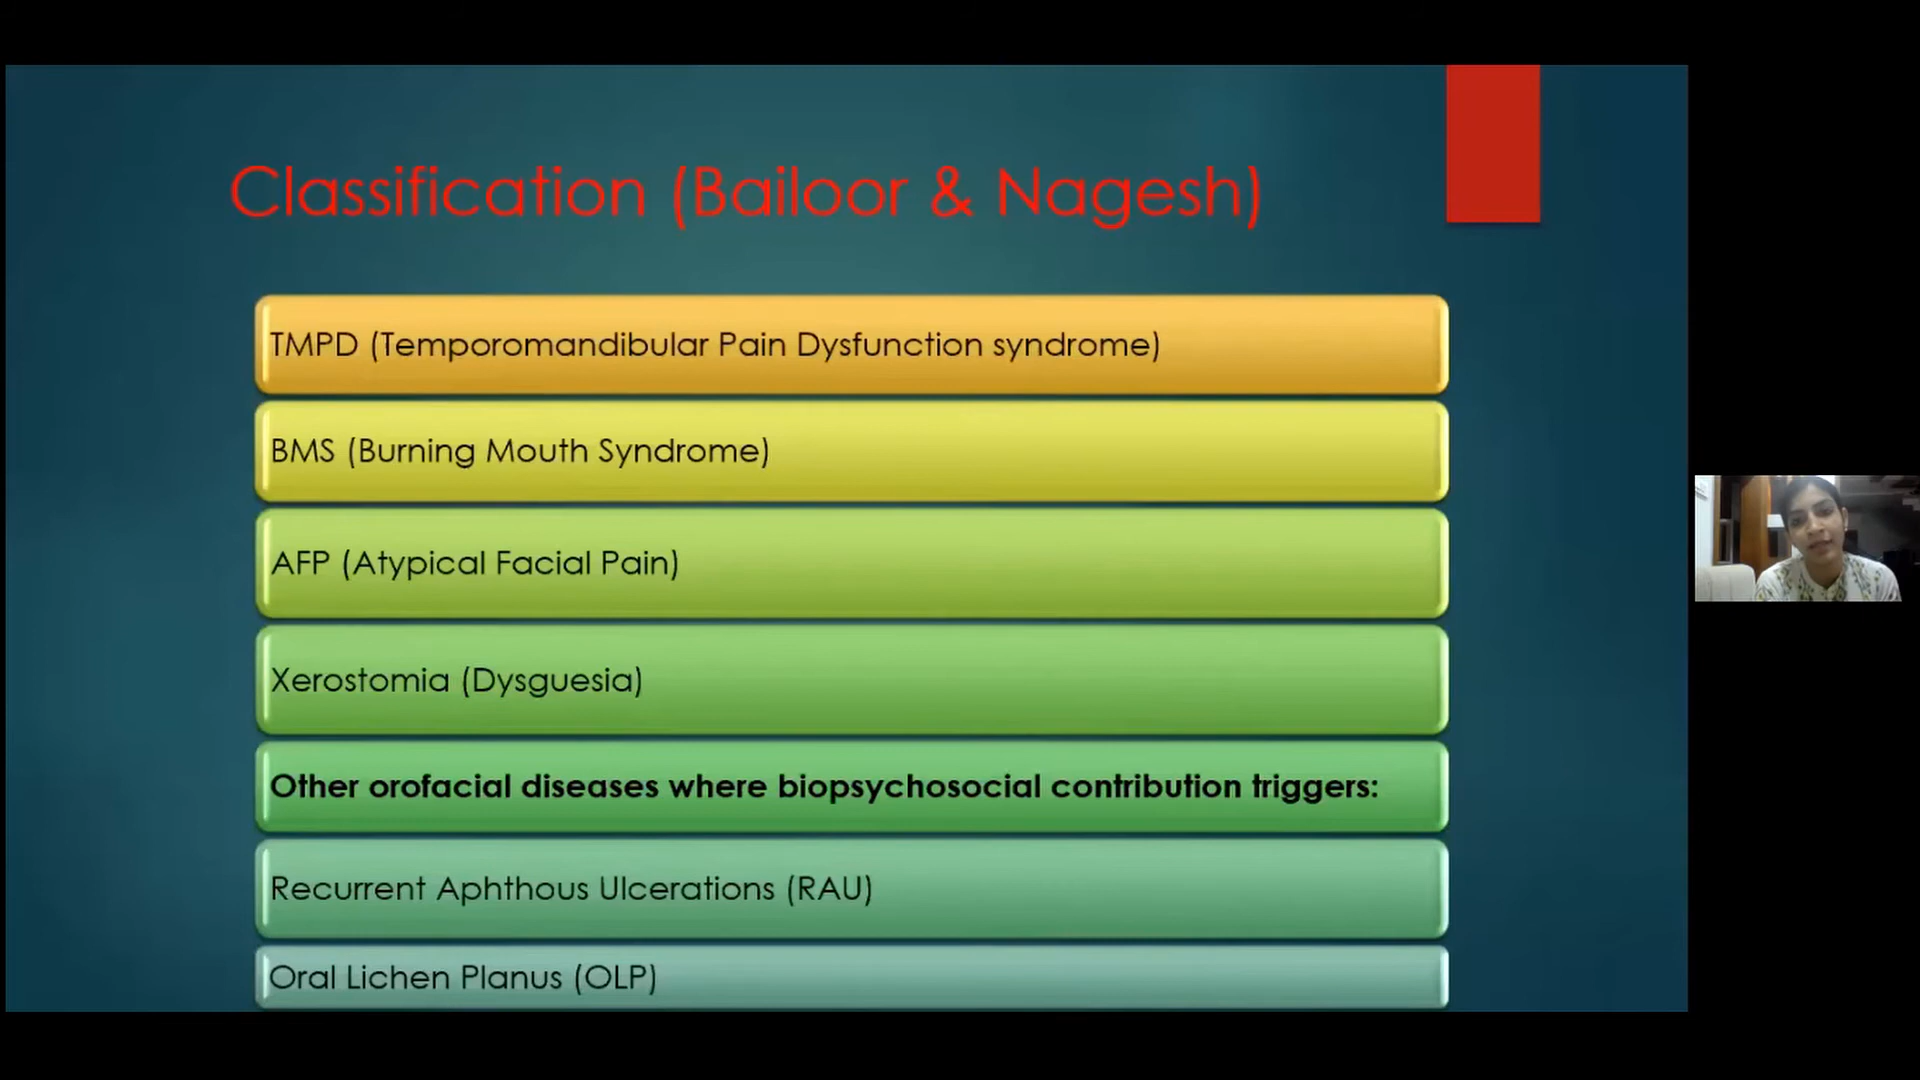 Classification (Bailoor & Nagesh)
TMPD (Temporomandibular Pain Dysfunction syndrome)
BMS (Burning Mouth Syndrome)
AFP (Atypical Facial Pain)
Xerostomia (Dysguesia)
Other orofacial diseases where biopsychosocial contribution triggers:
Recurrent Aphthous Ulcerations (RAU)
Oral Lichen Planus (OLP)